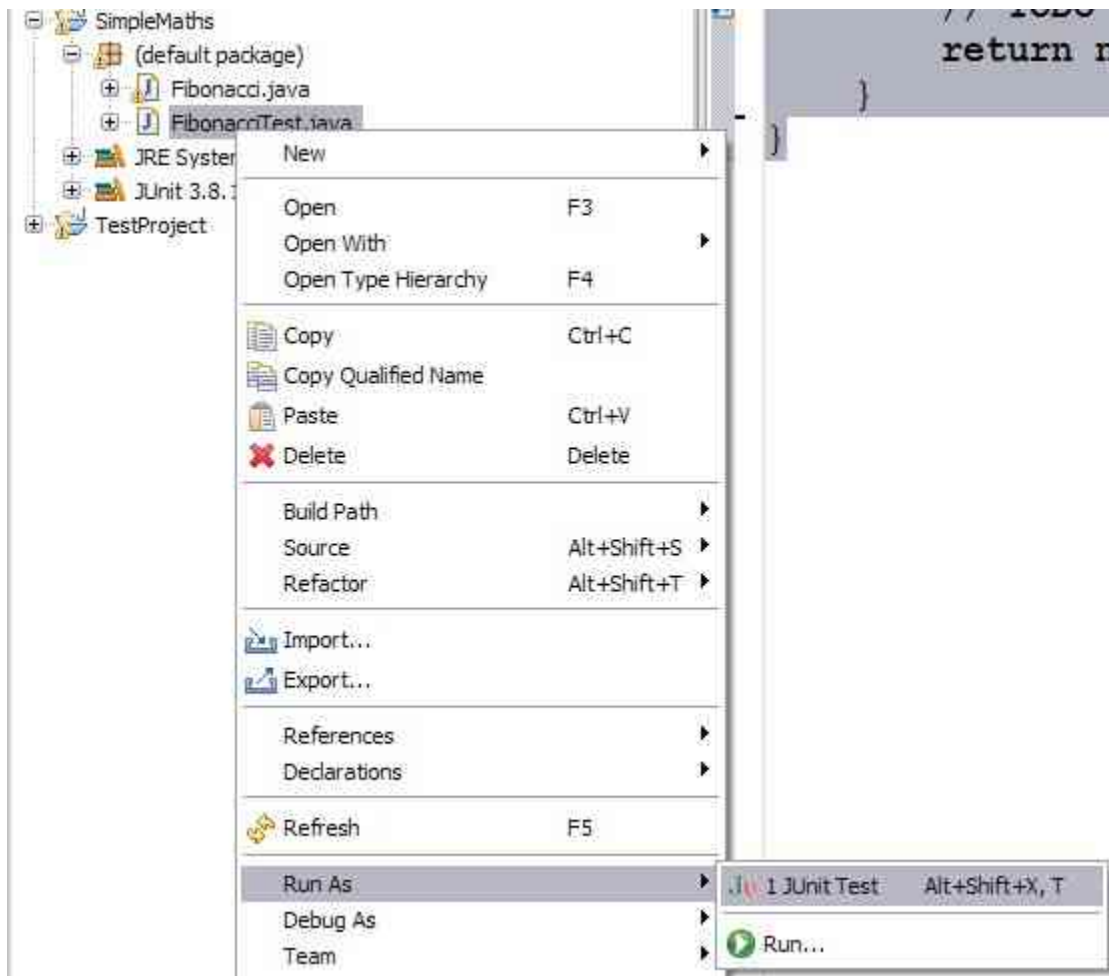 SimpleMaths
(default package)
Fibonacci.java
FibonacciTest.java
JRE System
JUnit 3.8.1
TestProject
// TODO
return n
}
}
New
Open F3
Open With
Open Type Hierarchy F4
Copy Ctrl+C
Copy Qualified Name
Paste Ctrl+V
Delete Delete
Build Path
Source Alt+Shift+S
Refactor Alt+Shift+T
Import...
Export...
References
Declarations
Refresh F5
Run As
Debug As
Team
1 JUnit Test Alt+Shift+X, T
Run...